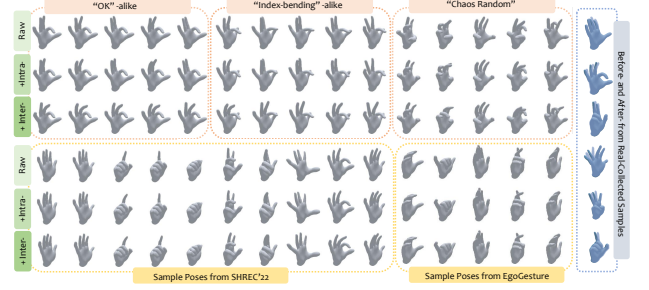 "OK" -alike
"Index-bending" -alike
"Chaos Random"
Raw
+Intra-
+ Inter-
Raw
+Intra-
+ Inter-
Sample Poses from SHREC'22
Sample Poses from EgoGesture
Before- and After- from Real-Collected Samples